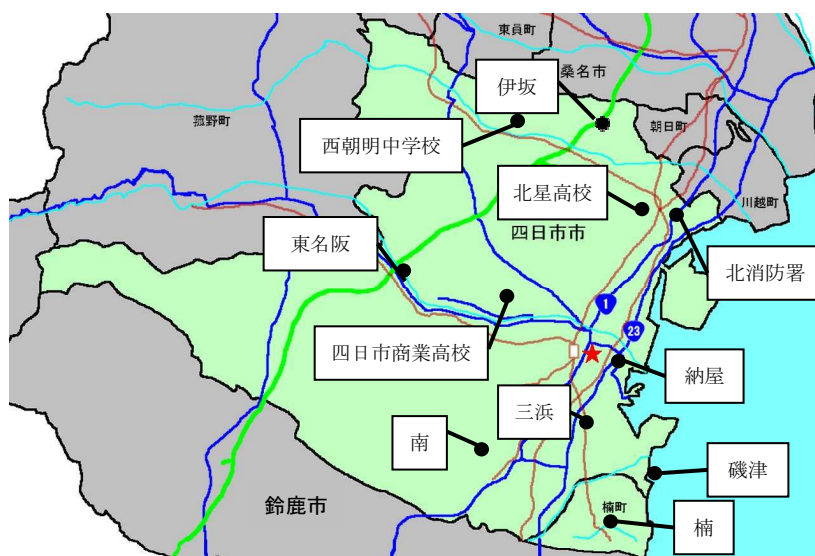 東員町
桑名市
伊坂
菰野町
朝日町
西朝明中学校
北星高校
川越町
四日市市
東名阪
北消防署
1
23
四日市商業高校
納屋
三浜
南
磯津
鈴鹿市
楠町
楠